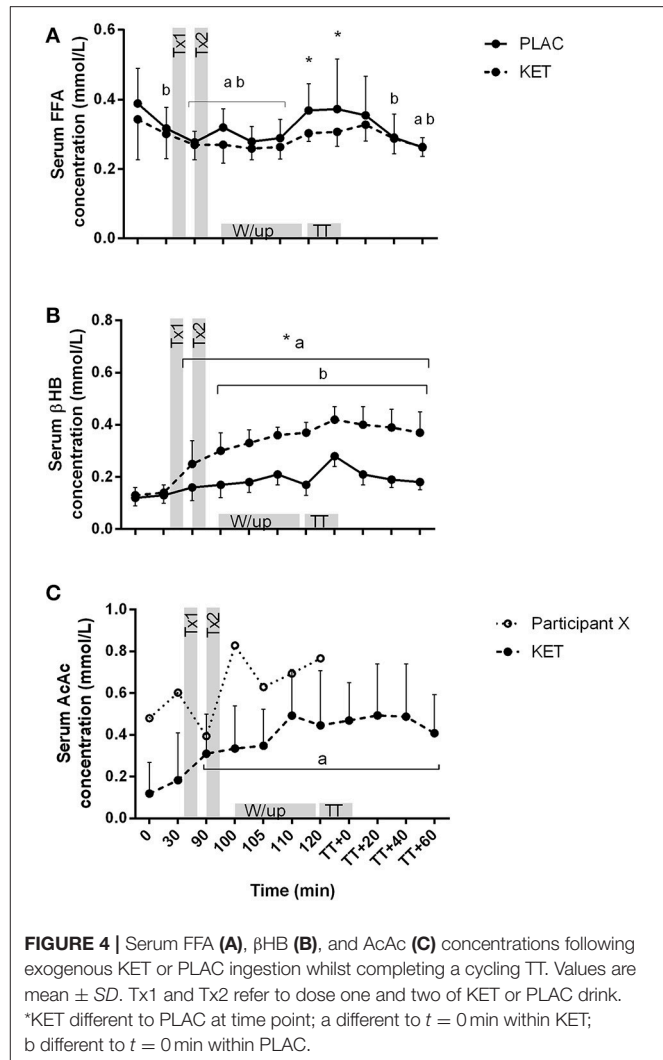 A
Serum FFA
concentration (mmol/L)
0.6
0.4
0.2
0.0
Tx1
Tx2
b
a b
*
*
b
a b
W/up
TT
PLAC
KET
B
Serum βHB
concentration (mmol/L)
0.8
0.6
0.4
0.2
0.0
Tx1
Tx2
* a
b
W/up
TT
C
Serum AcAc
concentration (mmol/L)
1.0
0.8
0.6
0.4
0.2
0.0
Tx1
Tx2
a
W/up
TT
Participant X
KET
0 30 90 100 105 110 120 TT+0 TT+20 TT+40 TT+60
Time (min)
FIGURE 4 | Serum FFA (A), βHB (B), and AcAc (C) concentrations following
exogenous KET or PLAC ingestion whilst completing a cycling TT. Values are
mean ± SD. Tx1 and Tx2 refer to dose one and two of KET or PLAC drink.
*KET different to PLAC at time point; a different to t = 0 min within KET;
b different to t = 0 min within PLAC.